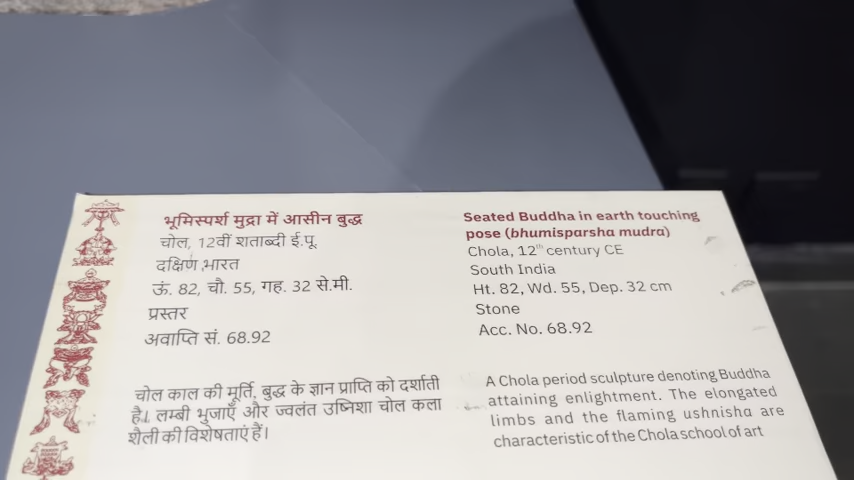 भूमिस्पर्श मुद्रा में आसीन बुद्ध
चोल, 12वीं शताब्दी ई.पू.
दक्षिण ,भारत
ऊं. 82, चौ. 55, गह. 32 से.मी.
प्रस्तर
अवाप्ति सं. 68.92
चोल काल की मूर्ति, बुद्ध के ज्ञान प्राप्ति को दर्शाती
है। लम्बी भुजाएँ और ज्वलंत उष्निशा चोल कला
शैली की विशेषताएं हैं।
Seated Buddha in earth touching
pose (bhumisparsha mudra)
Chola, 12th century CE
South India
Ht. 82, Wd. 55, Dep. 32 cm
Stone
Acc. No. 68.92
A Chola period sculpture denoting Buddha
attaining enlightment. The elongated
limbs and the flaming ushnisha are
characteristic of the Chola school of art